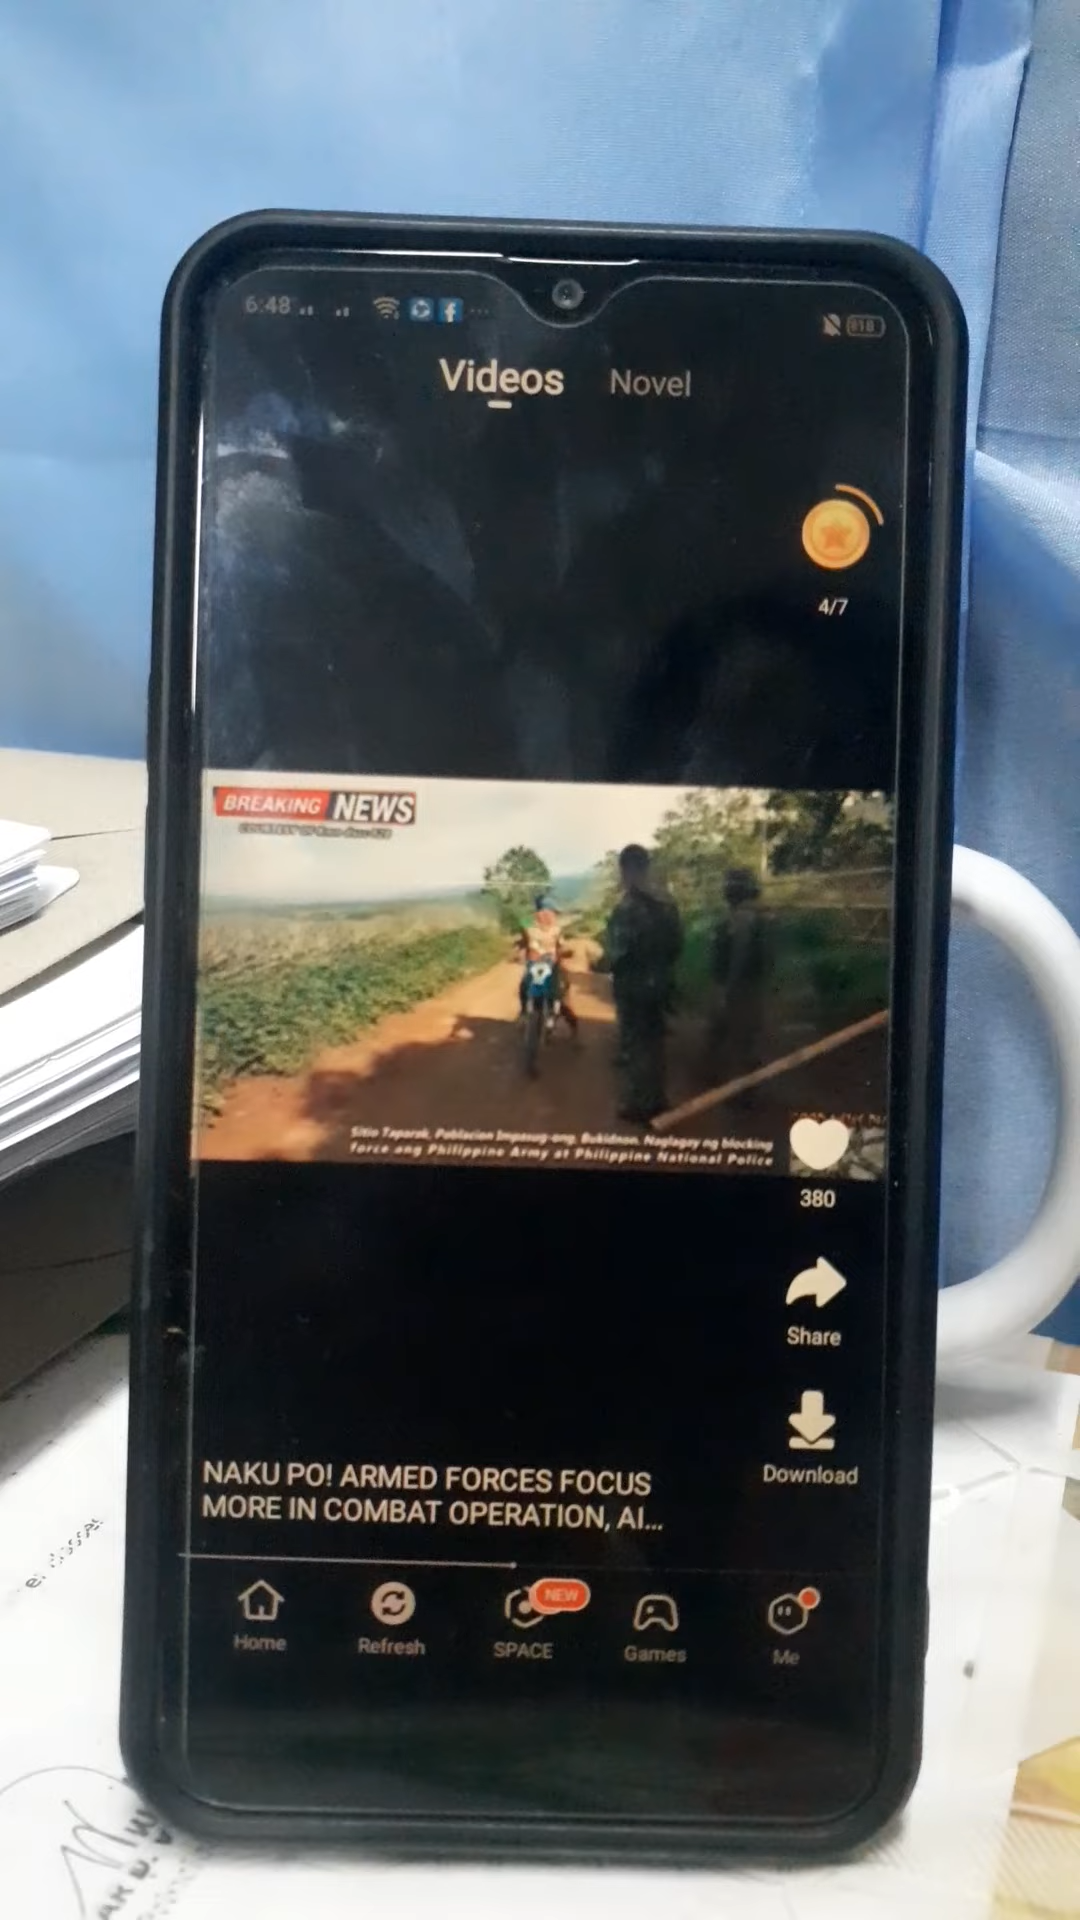 6:48
Videos Novel
4/7
BREAKING NEWS
Sitio Taparak, Poblacion Impasug-ong, Bukidnon. Naglagay ng blocking
force ang Philippine Army at Philippine National Police
380
Share
Download
NAKU PO! ARMED FORCES FOCUS
MORE IN COMBAT OPERATION, AI...
NEW
Home Refresh SPACE Games Me